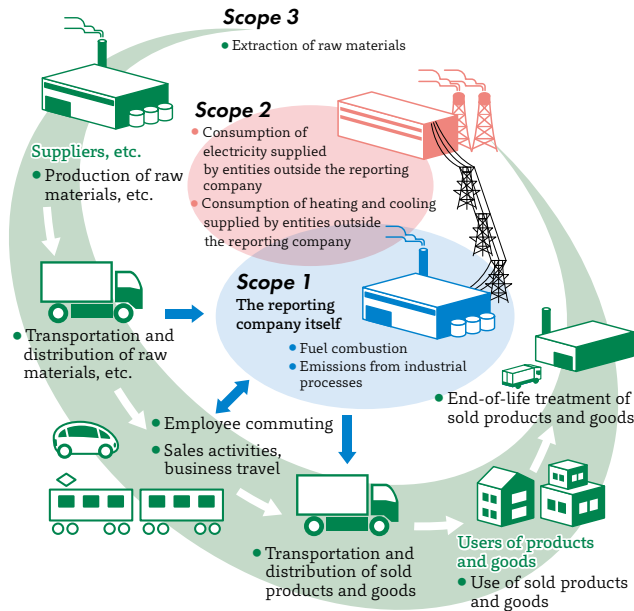 Scope 3
● Extraction of raw materials
Scope 2
● Consumption of
electricity supplied
by entities outside the reporting
company
● Consumption of heating and cooling
supplied by entities outside
the reporting company
Suppliers, etc.
● Production of raw
materials, etc.
Scope 1
The reporting
company itself
● Fuel combustion
● Emissions from industrial
processes
● Transportation and
distribution of raw
materials, etc.
● Employee commuting
● Sales activities,
business travel
● End-of-life treatment of
sold products and goods
● Transportation and
distribution of sold
products and goods
Users of products
and goods
● Use of sold products
and goods